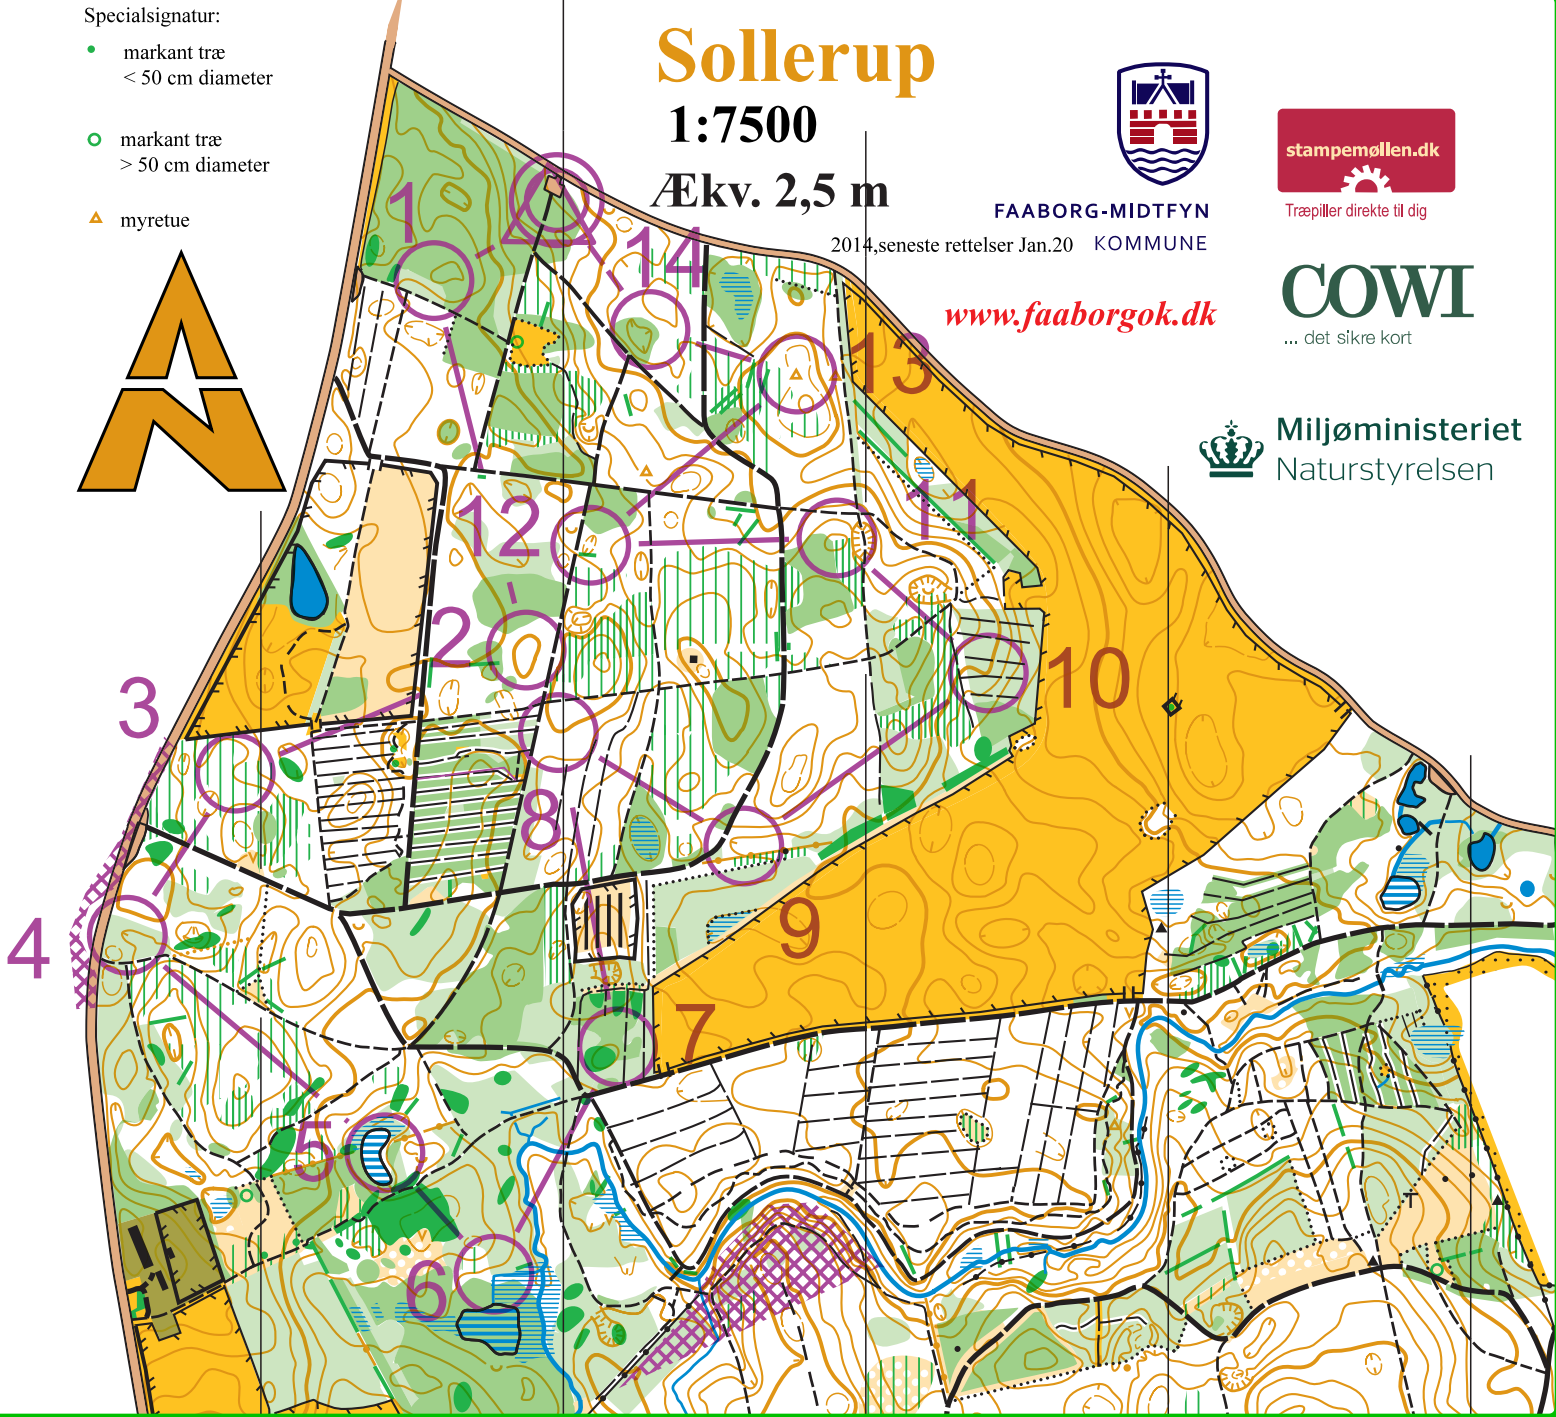 Specialsignatur:
markant træ
< 50 cm diameter
markant træ
> 50 cm diameter
myretue
Sollerup
1:7500
Ækv. 2,5 m
2014,seneste rettelser Jan.20
FAABORG-MIDTFYN
KOMMUNE
stampemøllen.dk
Træpiller direkte til dig
www.faaborgok.dk
COWI
... det sikre kort
Miljøministeriet
Naturstyrelsen
1
14
13
12
11
2
10
3
8
9
4
7
5
6